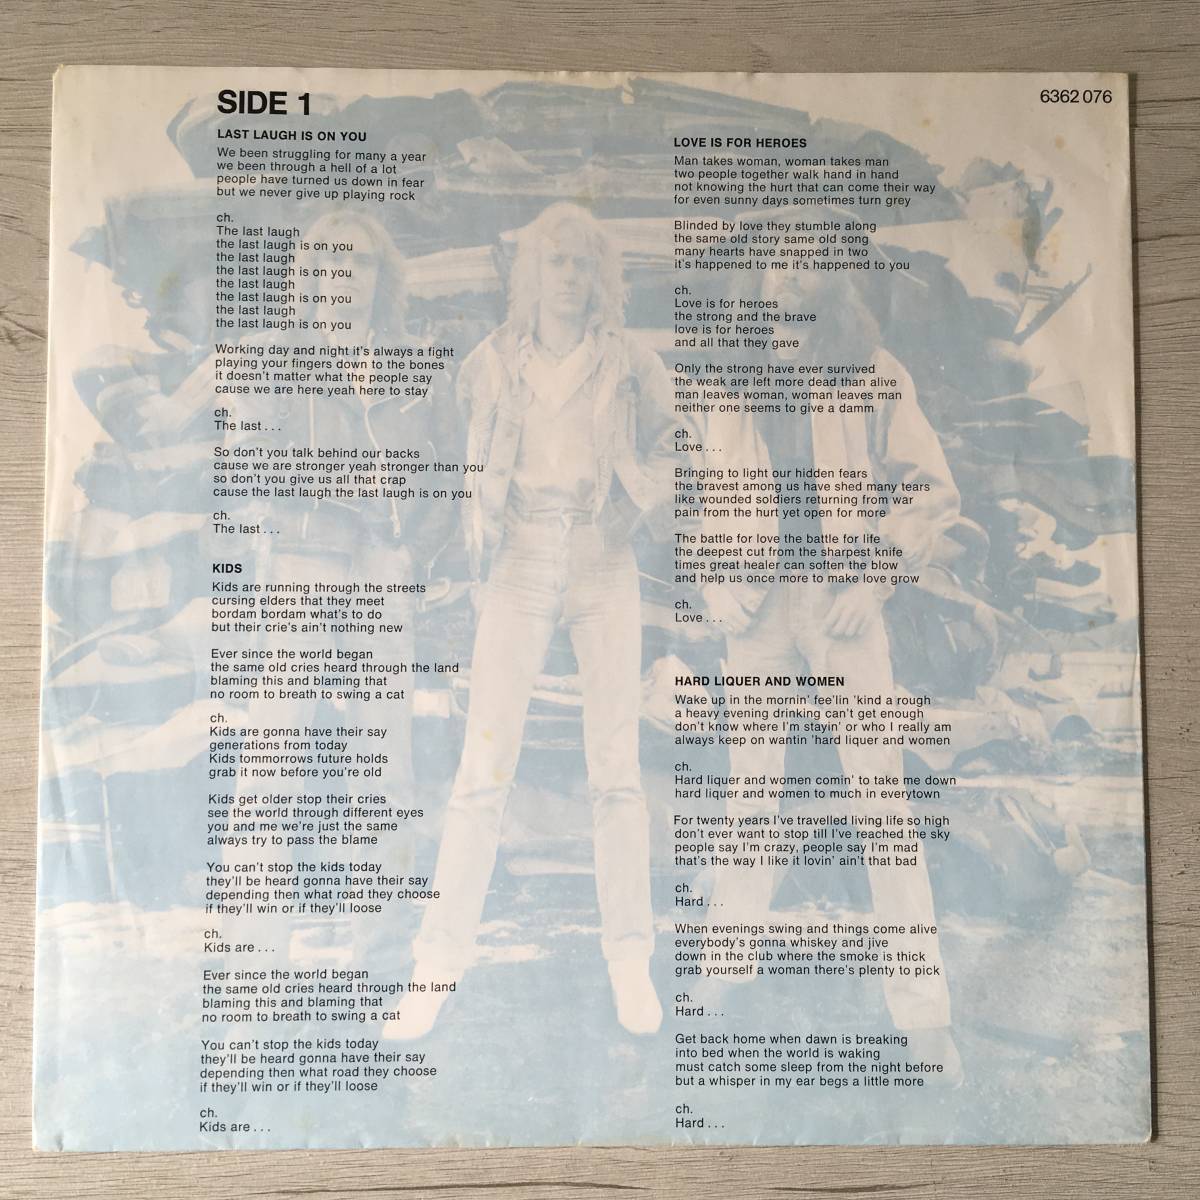 SIDE 1
6362 076
LAST LAUGH IS ON YOU
We been struggling for many a year
we been through a hell of a lot
people have turned us down in fear
but we never give up playing rock
ch.
The last laugh
the last laugh is on you
the last laugh
the last laugh is on you
the last laugh
the last laugh is on you
the last laugh
the last laugh is on you
Working day and night it's always a fight
playing your fingers down to the bones
it doesn't matter what the people say
cause we are here yeah here to stay
ch.
The last . . .
So don't you talk behind our backs
cause we are stronger yeah stronger than you
so don't you give us all that crap
cause the last laugh the last laugh is on you
ch.
The last . . .
KIDS
Kids are running through the streets
cursing elders that they meet
bordam bordam what's to do
but their crie's ain't nothing new
Ever since the world began
the same old cries heard through the land
blaming this and blaming that
no room to breath to swing a cat
ch.
Kids are gonna have their say
generations from today
Kids tommorrows future holds
grab it now before you're old
Kids get older stop their cries
see the world through different eyes
you and me we're just the same
always try to pass the blame
You can't stop the kids today
they'll be heard gonna have their say
depending then what road they choose
if they'll win or if they'll loose
ch.
Kids are . . .
Ever since the world began
the same old cries heard through the land
blaming this and blaming that
no room to breath to swing a cat
You can't stop the kids today
they'll be heard gonna have their say
depending then what road they choose
if they'll win or if they'll loose
ch.
Kids are . . .
LOVE IS FOR HEROES
Man takes woman, woman takes man
two people together walk hand in hand
not knowing the hurt that can come their way
for even sunny days sometimes turn grey
Blinded by love they stumble along
the same old story same old song
many hearts have snapped in two
it's happened to me it's happened to you
ch.
Love is for heroes
the strong and the brave
love is for heroes
and all that they gave
Only the strong have ever survived
the weak are left more dead than alive
man leaves woman, woman leaves man
neither one seems to give a damm
ch.
Love . . .
Bringing to light our hidden fears
the bravest among us have shed many tears
like wounded soldiers returning from war
pain from the hurt yet open for more
The battle for love the battle for life
the deepest cut from the sharpest knife
times great healer can soften the blow
and help us once more to make love grow
ch.
Love . . .
HARD LIQUER AND WOMEN
Wake up in the mornin' fee'lin 'kind a rough
a heavy evening drinking can't get enough
don't know where I'm stayin' or who I really am
always keep on wantin 'hard liquer and women
ch.
Hard liquer and women comin' to take me down
hard liquer and women to much in everytown
For twenty years I've travelled living life so high
don't ever want to stop till I've reached the sky
people say I'm crazy, people say I'm mad
that's the way I like it lovin' ain't that bad
ch.
Hard . . .
When evenings swing and things come alive
everybody's gonna whiskey and jive
down in the club where the smoke is thick
grab yourself a woman there's plenty to pick
ch.
Hard . . .
Get back home when dawn is breaking
into bed when the world is waking
must catch some sleep from the night before
but a whisper in my ear begs a little more
ch.
Hard . . .